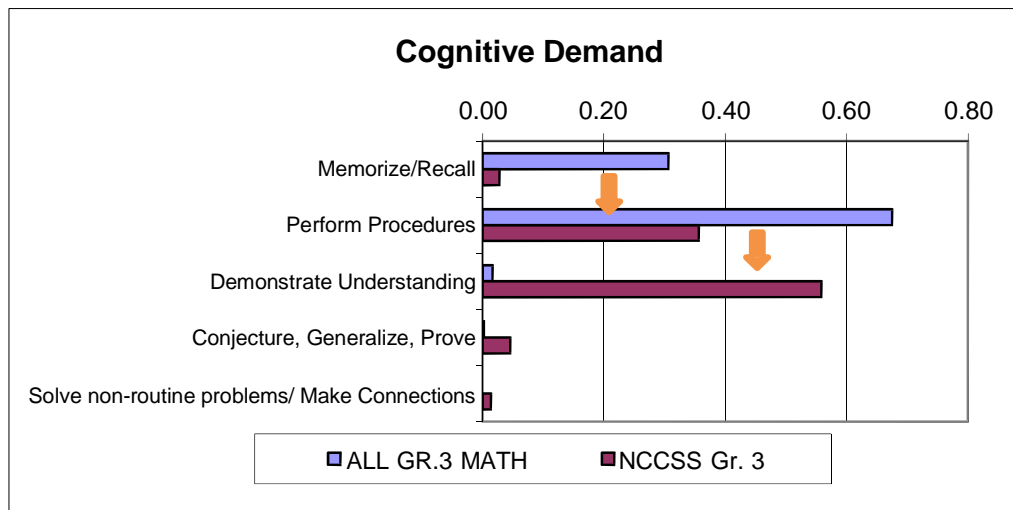 Cognitive Demand
0.00 0.20 0.40 0.60 0.80
Memorize/Recall
Perform Procedures
Demonstrate Understanding
Conjecture, Generalize, Prove
Solve non-routine problems/ Make Connections
ALL GR.3 MATH NCCSS Gr. 3